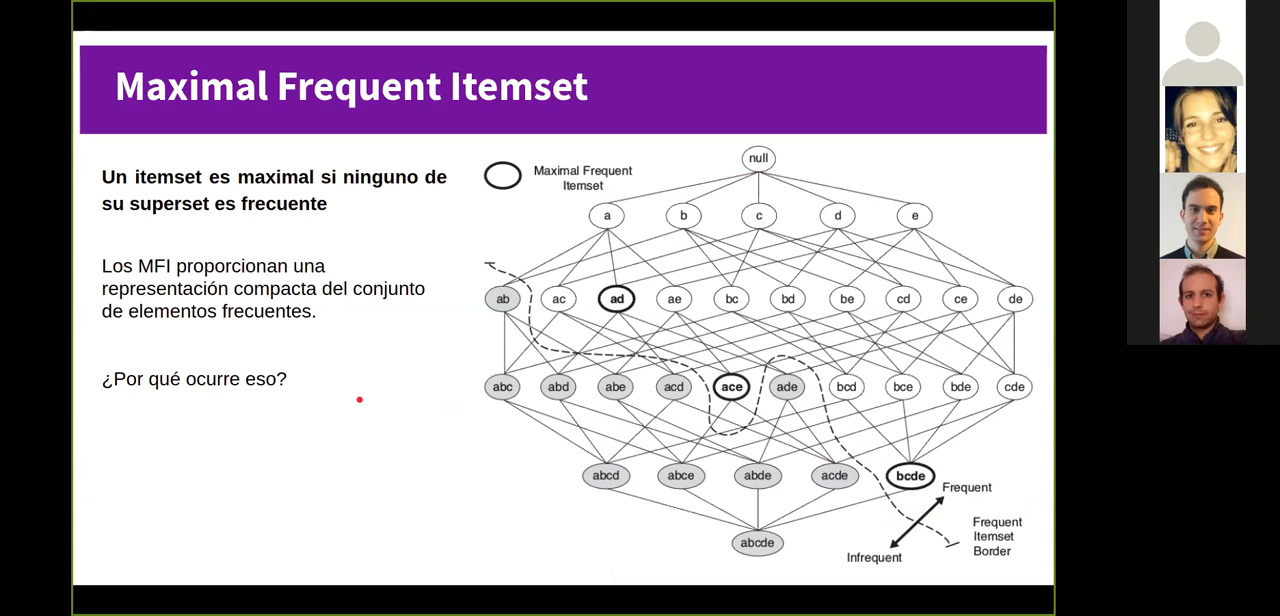 Maximal Frequent Itemset
Un itemset es maximal si ninguno de
su superset es frecuente
Los MFI proporcionan una
representación compacta del conjunto
de elementos frecuentes.
¿Por qué ocurre eso?
Maximal Frequent
Itemset
null
a b c d e
ab ac ad ae bc bd be cd ce de
abc abd abe acd ace ade bcd bce bde cde
abcd abce abde acde bcde
abcde
Frequent
Infrequent
Frequent
Itemset
Border